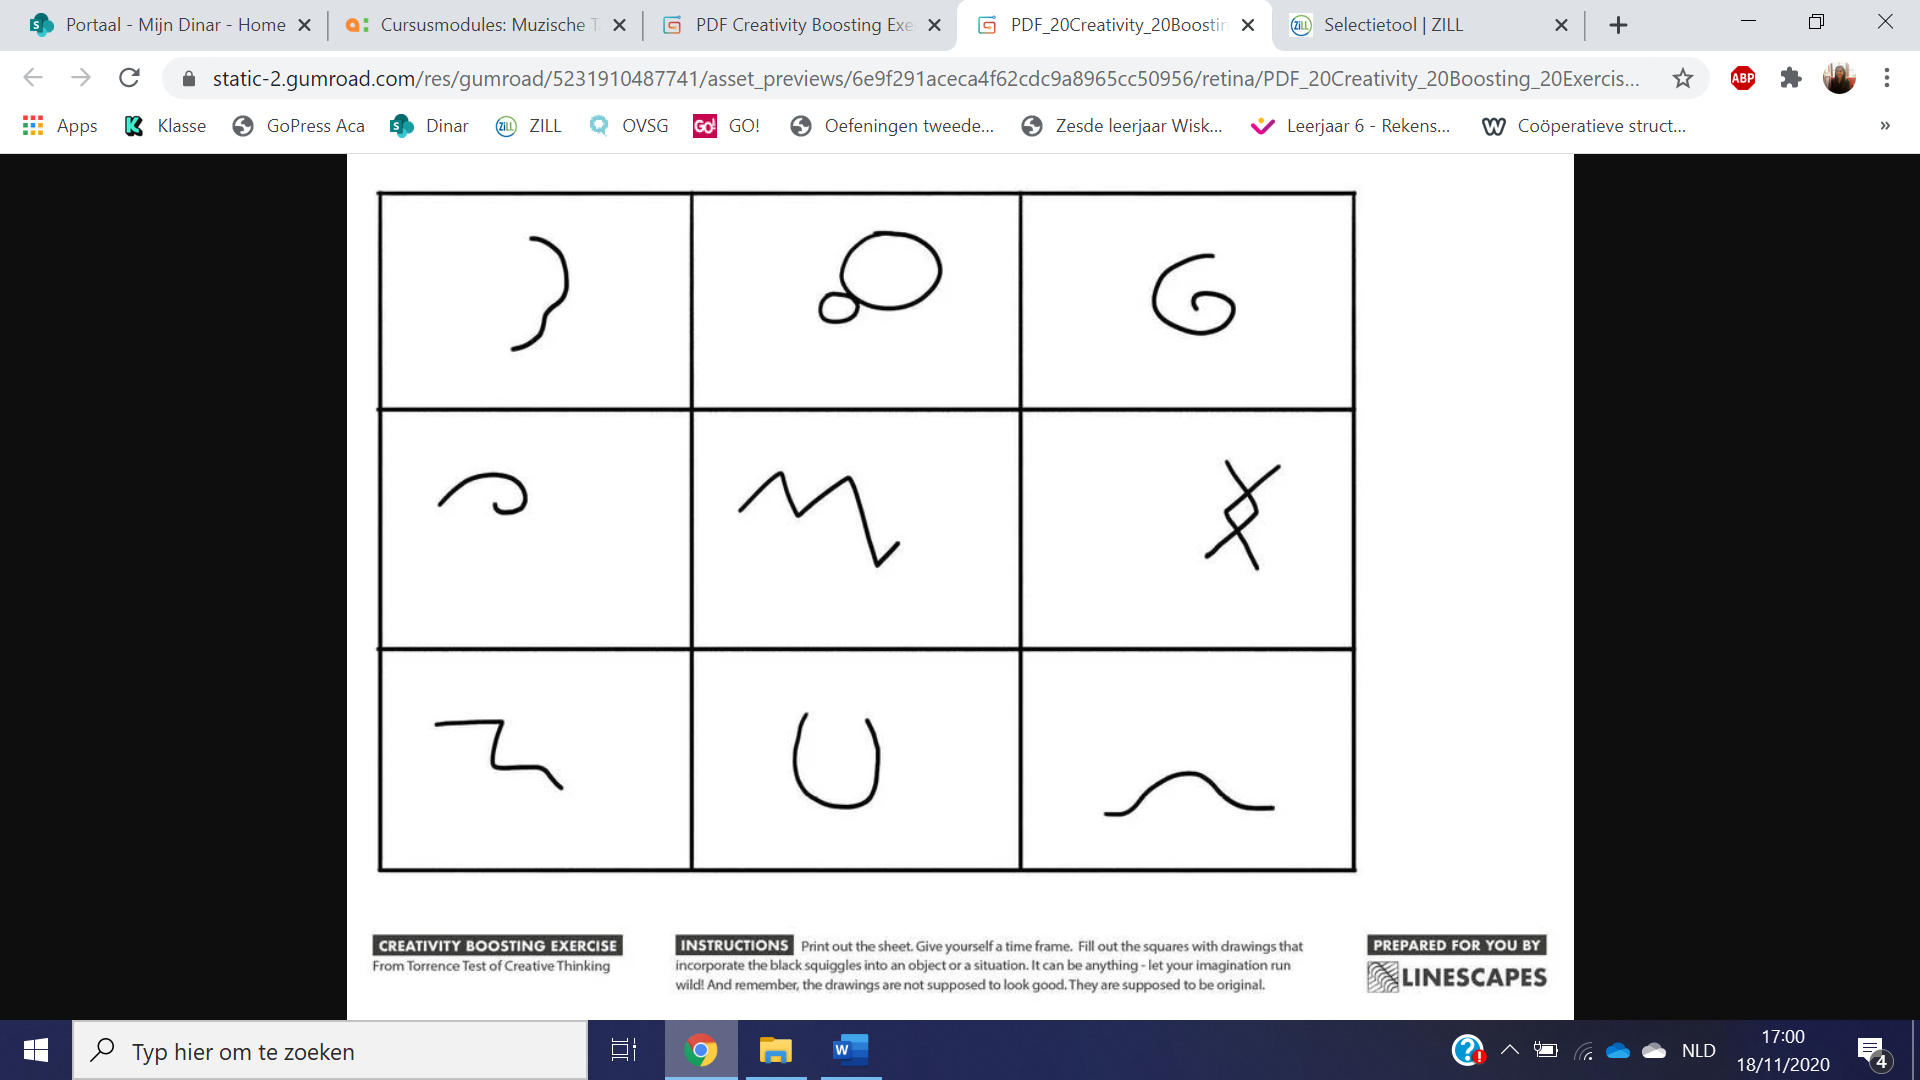 Portaal - Mijn Dinar - Home
Cursusmodules: Muzische T
PDF Creativity Boosting Exe
PDF_20Creativity_20Boostin
Selectietool | ZILL
static-2.gumroad.com/res/gumroad/5231910487741/asset_previews/6e9f291aceca4f62cdc9a8965cc50956/retina/PDF_20Creativity_20Boosting_20Exercis...
ABP
Apps
Klasse
GoPress Aca
Dinar
ZILL
OVSG
GO!
Oefeningen tweede...
Zesde leerjaar Wisk...
Leerjaar 6 - Rekens...
Coöperatieve struct...
»
CREATIVITY BOOSTING EXERCISE
From Torrence Test of Creative Thinking
INSTRUCTIONS Print out the sheet. Give yourself a time frame. Fill out the squares with drawings that
incorporate the black squiggles into an object or a situation. It can be anything - let your imagination run
wild! And remember, the drawings are not supposed to look good. They are supposed to be original.
PREPARED FOR YOU BY
LINESCAPES
Typ hier om te zoeken
NLD
17:00
18/11/2020
4